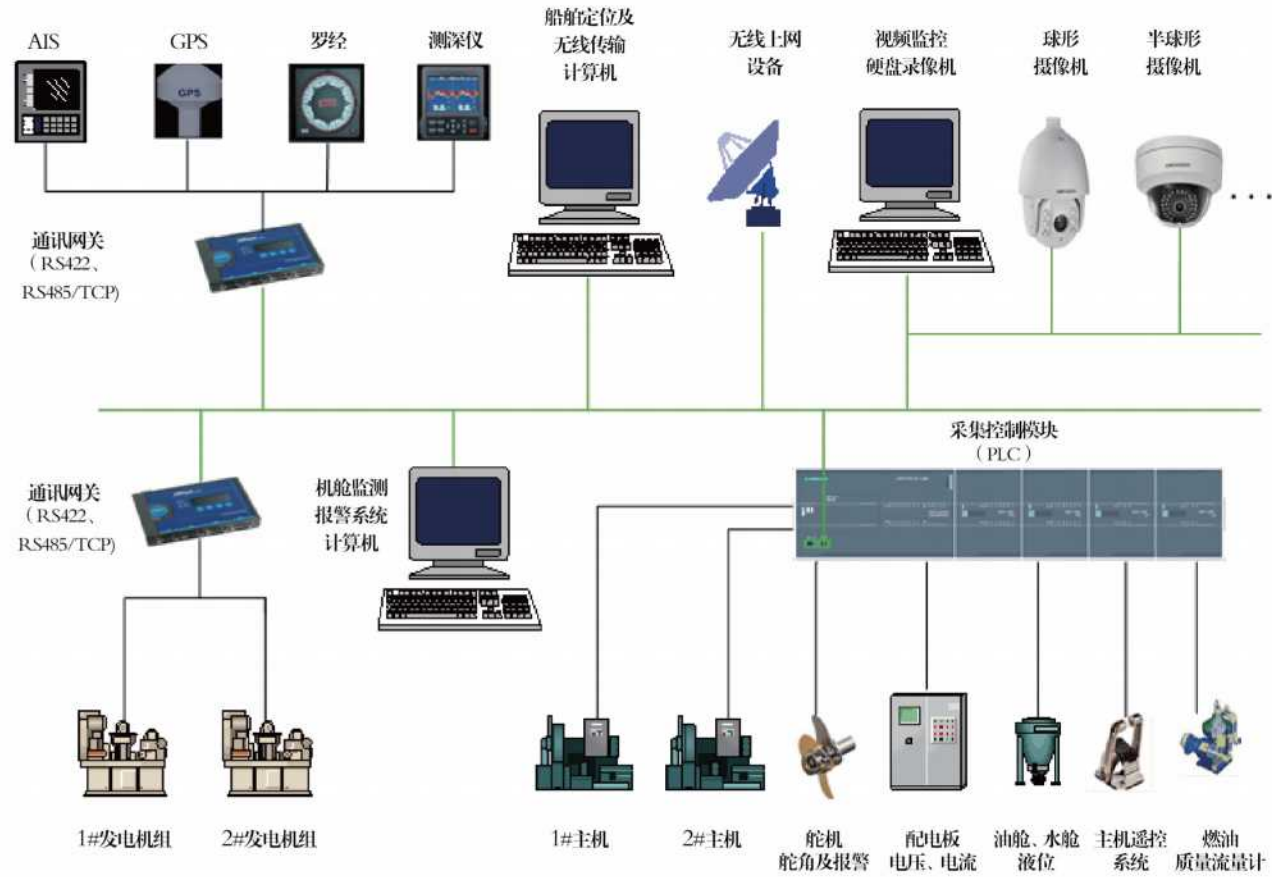 AIS
GPS
罗经
测深仪
船舶定位及
无线传输
计算机
无线上网
设备
视频监控
硬盘录像机
球形
摄像机
半球形
摄像机
GPS
...
通讯网关
(RS422、
RS485/TCP)
采集控制模块
(PLC)
通讯网关
(RS422、
RS485/TCP)
机舱监测
报警系统
计算机
1#发电机组
2#发电机组
1#主机
2#主机
舵机
舵角及报警
配电板
电压、电流
油舱、水舱
液位
主机遥控
系统
燃油
质量流量计